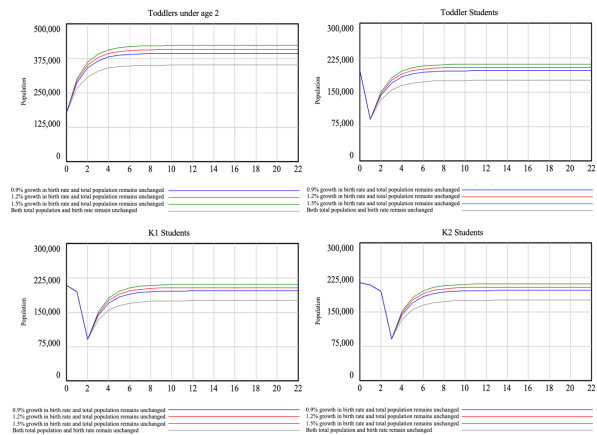 Toddlers under age 2
500,000
375,000
250,000
125,000
0
Population
0 2 4 6 8 10 12 14 16 18 20 22
0.9% growth in birth rate and total population remains unchanged
1.2% growth in birth rate and total population remains unchanged
1.5% growth in birth rate and total population remains unchanged
Both total population and birth rate remain unchanged
Toddler Students
300,000
225,000
150,000
75,000
0
Population
0 2 4 6 8 10 12 14 16 18 20 22
0.9% growth in birth rate and total population remains unchanged
1.2% growth in birth rate and total population remains unchanged
1.5% growth in birth rate and total population remains unchanged
Both total population and birth rate remain unchanged
K1 Students
300,000
225,000
150,000
75,000
0
Population
0 2 4 6 8 10 12 14 16 18 20 22
0.9% growth in birth rate and total population remains unchanged
1.2% growth in birth rate and total population remains unchanged
1.5% growth in birth rate and total population remains unchanged
Both total population and birth rate remain unchanged
K2 Students
300,000
225,000
150,000
75,000
0
Population
0 2 4 6 8 10 12 14 16 18 20 22
0.9% growth in birth rate and total population remains unchanged
1.2% growth in birth rate and total population remains unchanged
1.5% growth in birth rate and total population remains unchanged
Both total population and birth rate remain unchanged